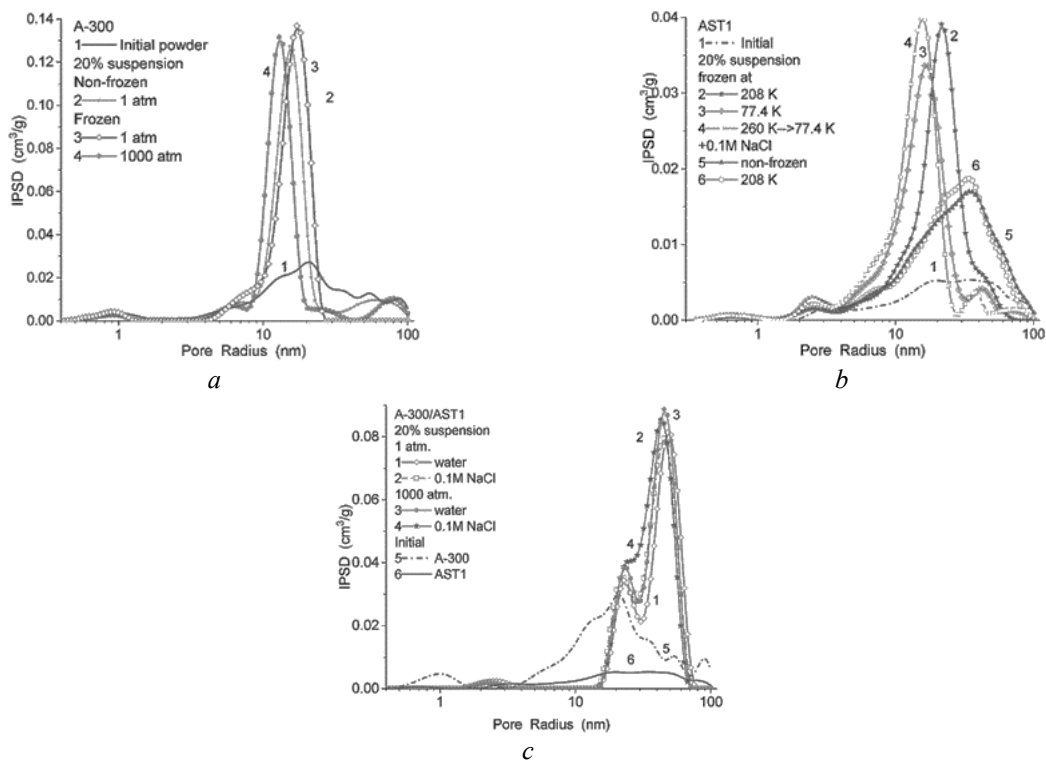 A-300
1 Initial powder
20% suspension
Non-frozen
2 1 atm
Frozen
3 1 atm
4 1000 atm
4
3
2
1
IPSD (cm³/g)
0.14
0.12
0.10
0.08
0.06
0.04
0.02
0.00
1
10
100
Pore Radius (nm)
a
AST1
1 Initial
20% suspension
frozen at
2 208 K
3 77.4 K
4 260 K-->77.4 K
+0.1M NaCl
5 non-frozen
6 208 K
4
2
3
6
5
1
IPSD (cm³/g)
0.04
0.03
0.02
0.01
0.00
1
10
100
Pore Radius (nm)
b
A-300/AST1
20% suspension
1 atm.
1 water
2 0.1M NaCl
1000 atm.
3 water
4 0.1M NaCl
Initial
5 A-300
6 AST1
3
2
4
1
5
6
IPSD (cm³/g)
0.08
0.06
0.04
0.02
0.00
1
10
100
Pore Radius (nm)
c